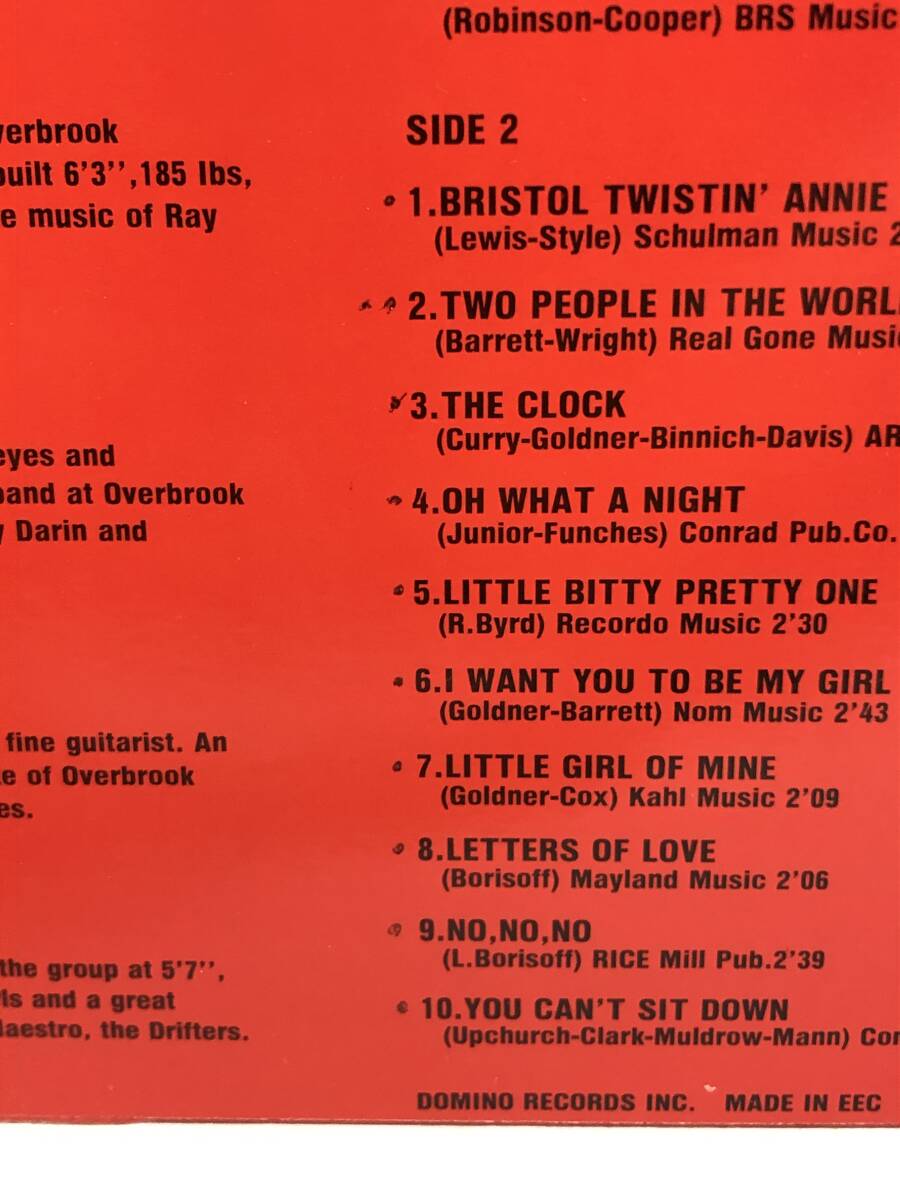 (Robinson-Cooper) BRS Music
SIDE 2
1.BRISTOL TWISTIN' ANNIE
(Lewis-Style) Schulman Music 2
2.TWO PEOPLE IN THE WORL
(Barrett-Wright) Real Gone Music
3.THE CLOCK
(Curry-Goldner-Binnich-Davis) AR
4.OH WHAT A NIGHT
(Junior-Funches) Conrad Pub.Co.
5.LITTLE BITTY PRETTY ONE
(R.Byrd) Recordo Music 2'30
6.I WANT YOU TO BE MY GIRL
(Goldner-Barrett) Nom Music 2'43
7.LITTLE GIRL OF MINE
(Goldner-Cox) Kahl Music 2'09
8.LETTERS OF LOVE
(Borisoff) Mayland Music 2'06
9.NO,NO,NO
(L.Borisoff) RICE Mill Pub.2'39
10.YOU CAN'T SIT DOWN
(Upchurch-Clark-Muldrow-Mann) Con
verbrook
built 6'3'',185 lbs,
e music of Ray
eyes and
band at Overbrook
y Darin and
fine guitarist. An
te of Overbrook
es.
the group at 5'7'',
ls and a great
Maestro, the Drifters.
DOMINO RECORDS INC. MADE IN EEC